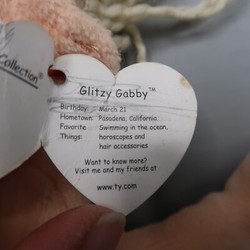 Collection®
Glitzy Gabby™
Birthday: March 21
Hometown: Pasadena, California
Favorite Swimming in the ocean,
Things: horoscopes and
hair accessories
Want to know more?
Visit me and my friends at
www.ty.com